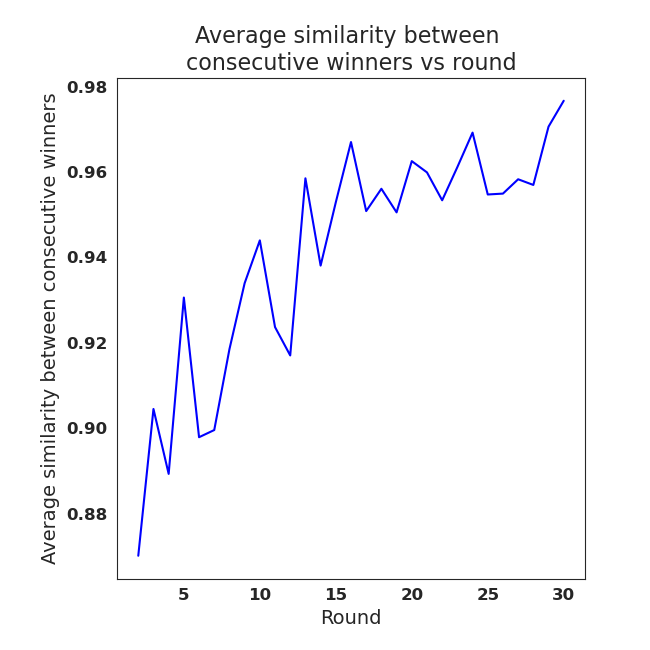 Average similarity between
consecutive winners vs round
Average similarity between consecutive winners
0.98
0.96
0.94
0.92
0.90
0.88
5 10 15 20 25 30
Round